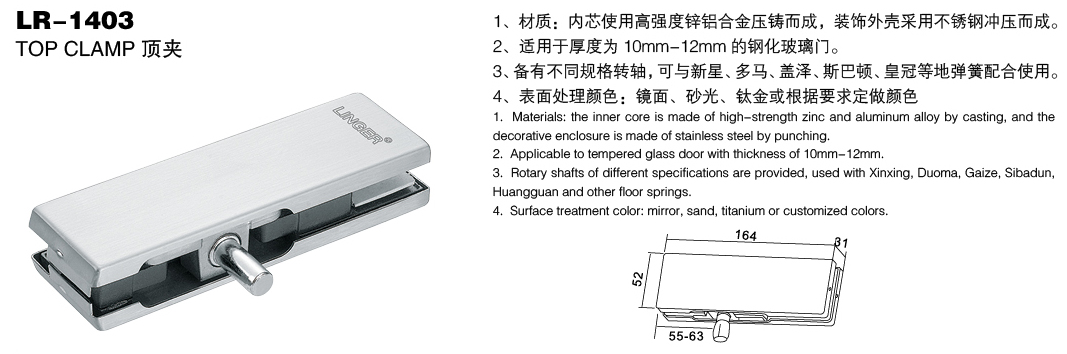 LR-1403
TOP CLAMP 顶夹
LINGER®
1、材质：内芯使用高强度锌铝合金压铸而成，装饰外壳采用不锈钢冲压而成。
2、适用于厚度为 10mm-12mm 的钢化玻璃门。
3、备有不同规格转轴，可与新星、多马、盖泽、斯巴顿、皇冠等地弹簧配合使用。
4、表面处理颜色：镜面、砂光、钛金或根据要求定做颜色
1. Materials: the inner core is made of high-strength zinc and aluminum alloy by casting, and the
decorative enclosure is made of stainless steel by punching.
2. Applicable to tempered glass door with thickness of 10mm-12mm.
3. Rotary shafts of different specifications are provided, used with Xinxing, Duoma, Gaize, Sibadun,
Huangguan and other floor springs.
4. Surface treatment color: mirror, sand, titanium or customized colors.
164
31
52
55-63